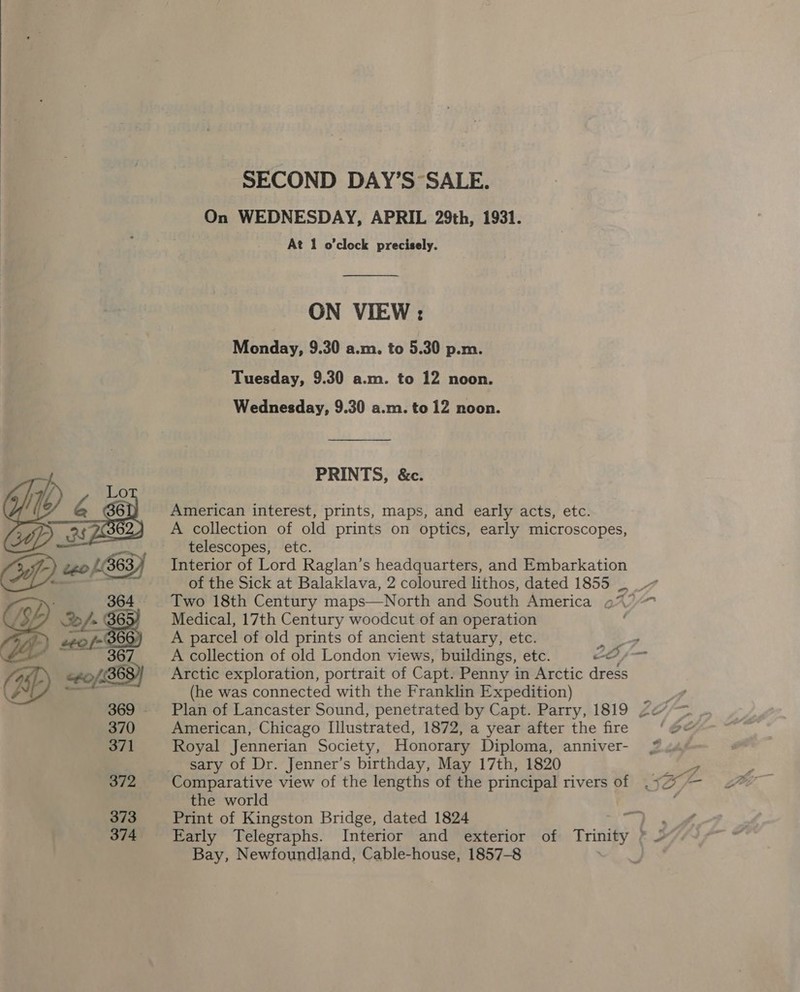 SECOND DAY'S SALE.
On WEDNESDAY, APRIL 29th, 1931.
At 1 o'clock precisely.
ON VIEW :
Monday, 9.30 a.m. to 5.30 p.m.
Tuesday, 9.30 a.m. to 12 noon.
Wednesday, 9.30 a.m. to 12 noon.
PRINTS, &c.
Lot
361 American interest, prints, maps, and early acts, etc.
362 A collection of old prints on optics, early microscopes,
telescopes, etc.
363 Interior of Lord Raglan's headquarters, and Embarkation
of the Sick at Balaklava, 2 coloured lithos, dated 1855
364 Two 18th Century maps—North and South America
365 Medical, 17th Century woodcut of an operation
366 A parcel of old prints of ancient statuary, etc.
367 A collection of old London views, buildings, etc.
368 Arctic exploration, portrait of Capt. Penny in Arctic dress
(he was connected with the Franklin Expedition)
369 Plan of Lancaster Sound, penetrated by Capt. Parry, 1819
370 American, Chicago Illustrated, 1872, a year after the fire
371 Royal Jennerian Society, Honorary Diploma, anniver-
sary of Dr. Jenner's birthday, May 17th, 1820
372 Comparative view of the lengths of the principal rivers of
the world
373 Print of Kingston Bridge, dated 1824
374 Early Telegraphs. Interior and exterior of Trinity
Bay, Newfoundland, Cable-house, 1857-8